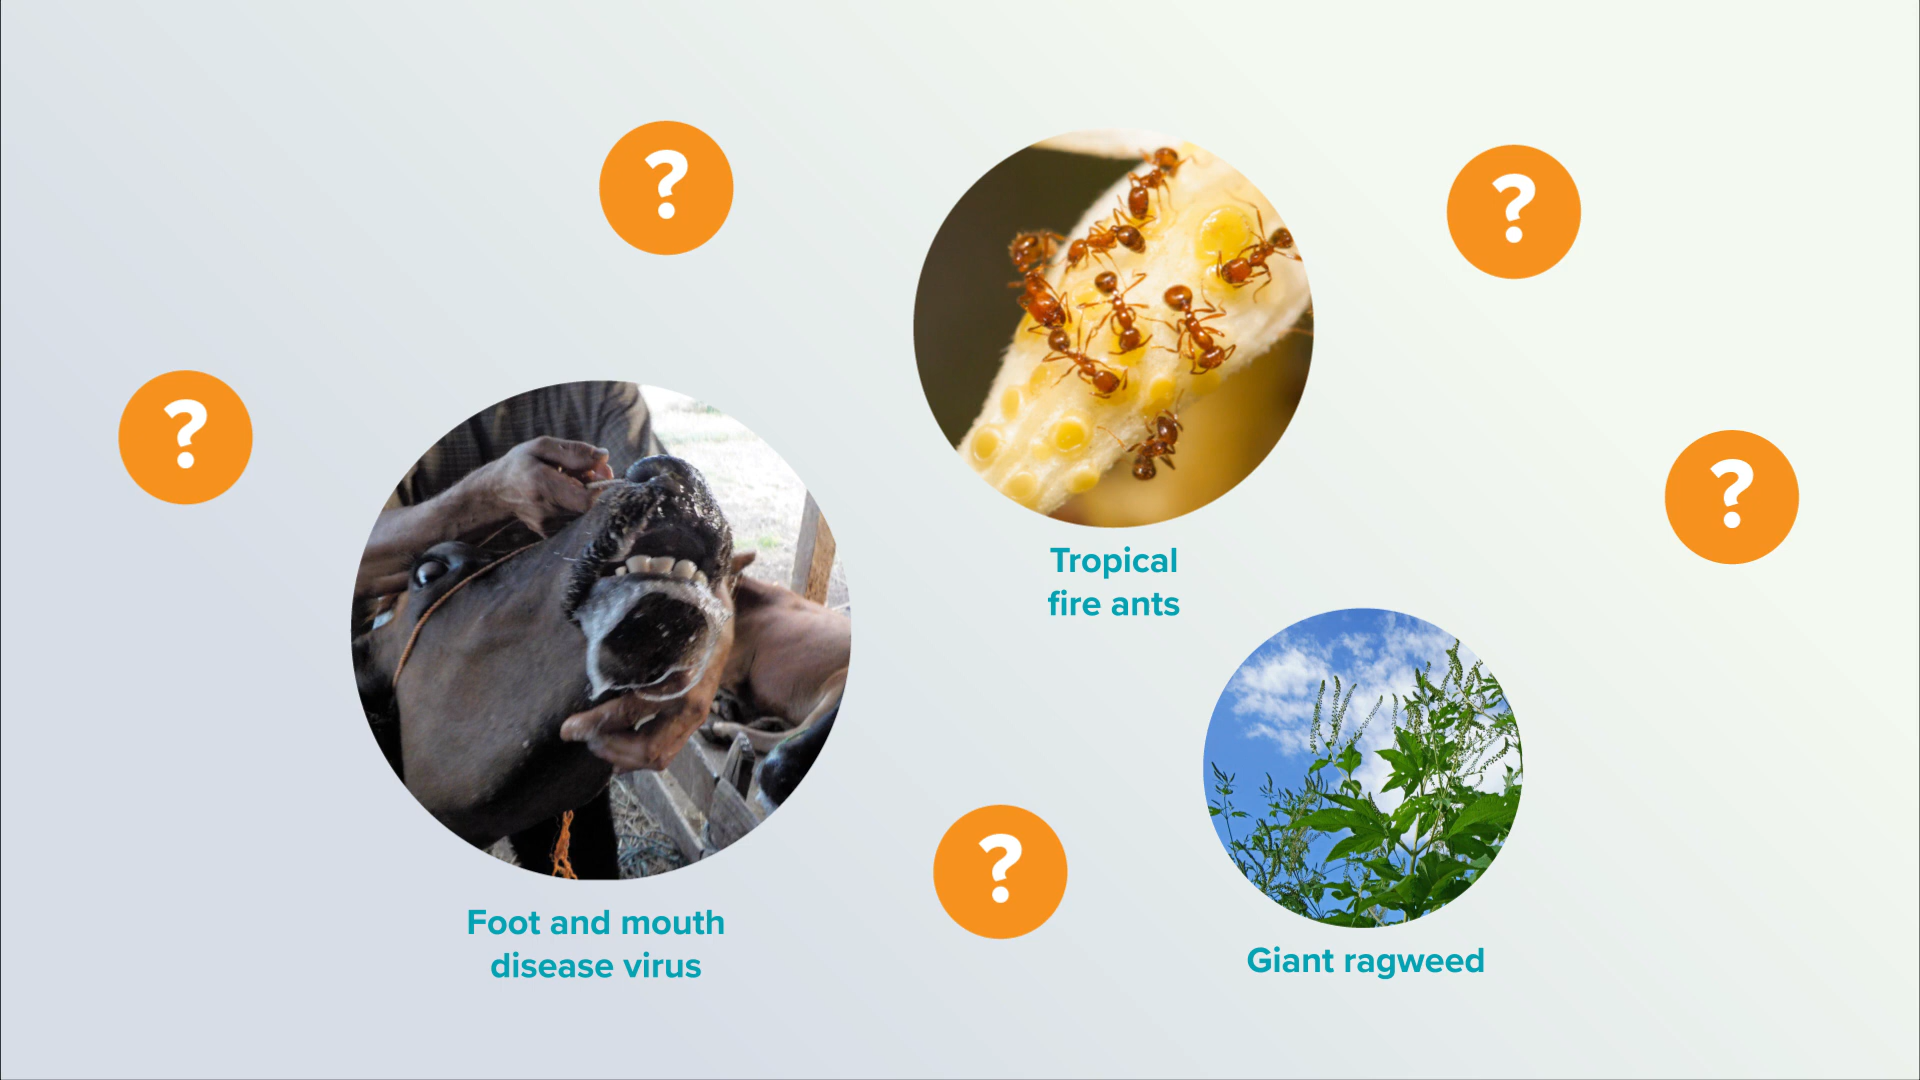 ?
?
?
?
Tropical
fire ants
?
Foot and mouth
disease virus
Giant ragweed